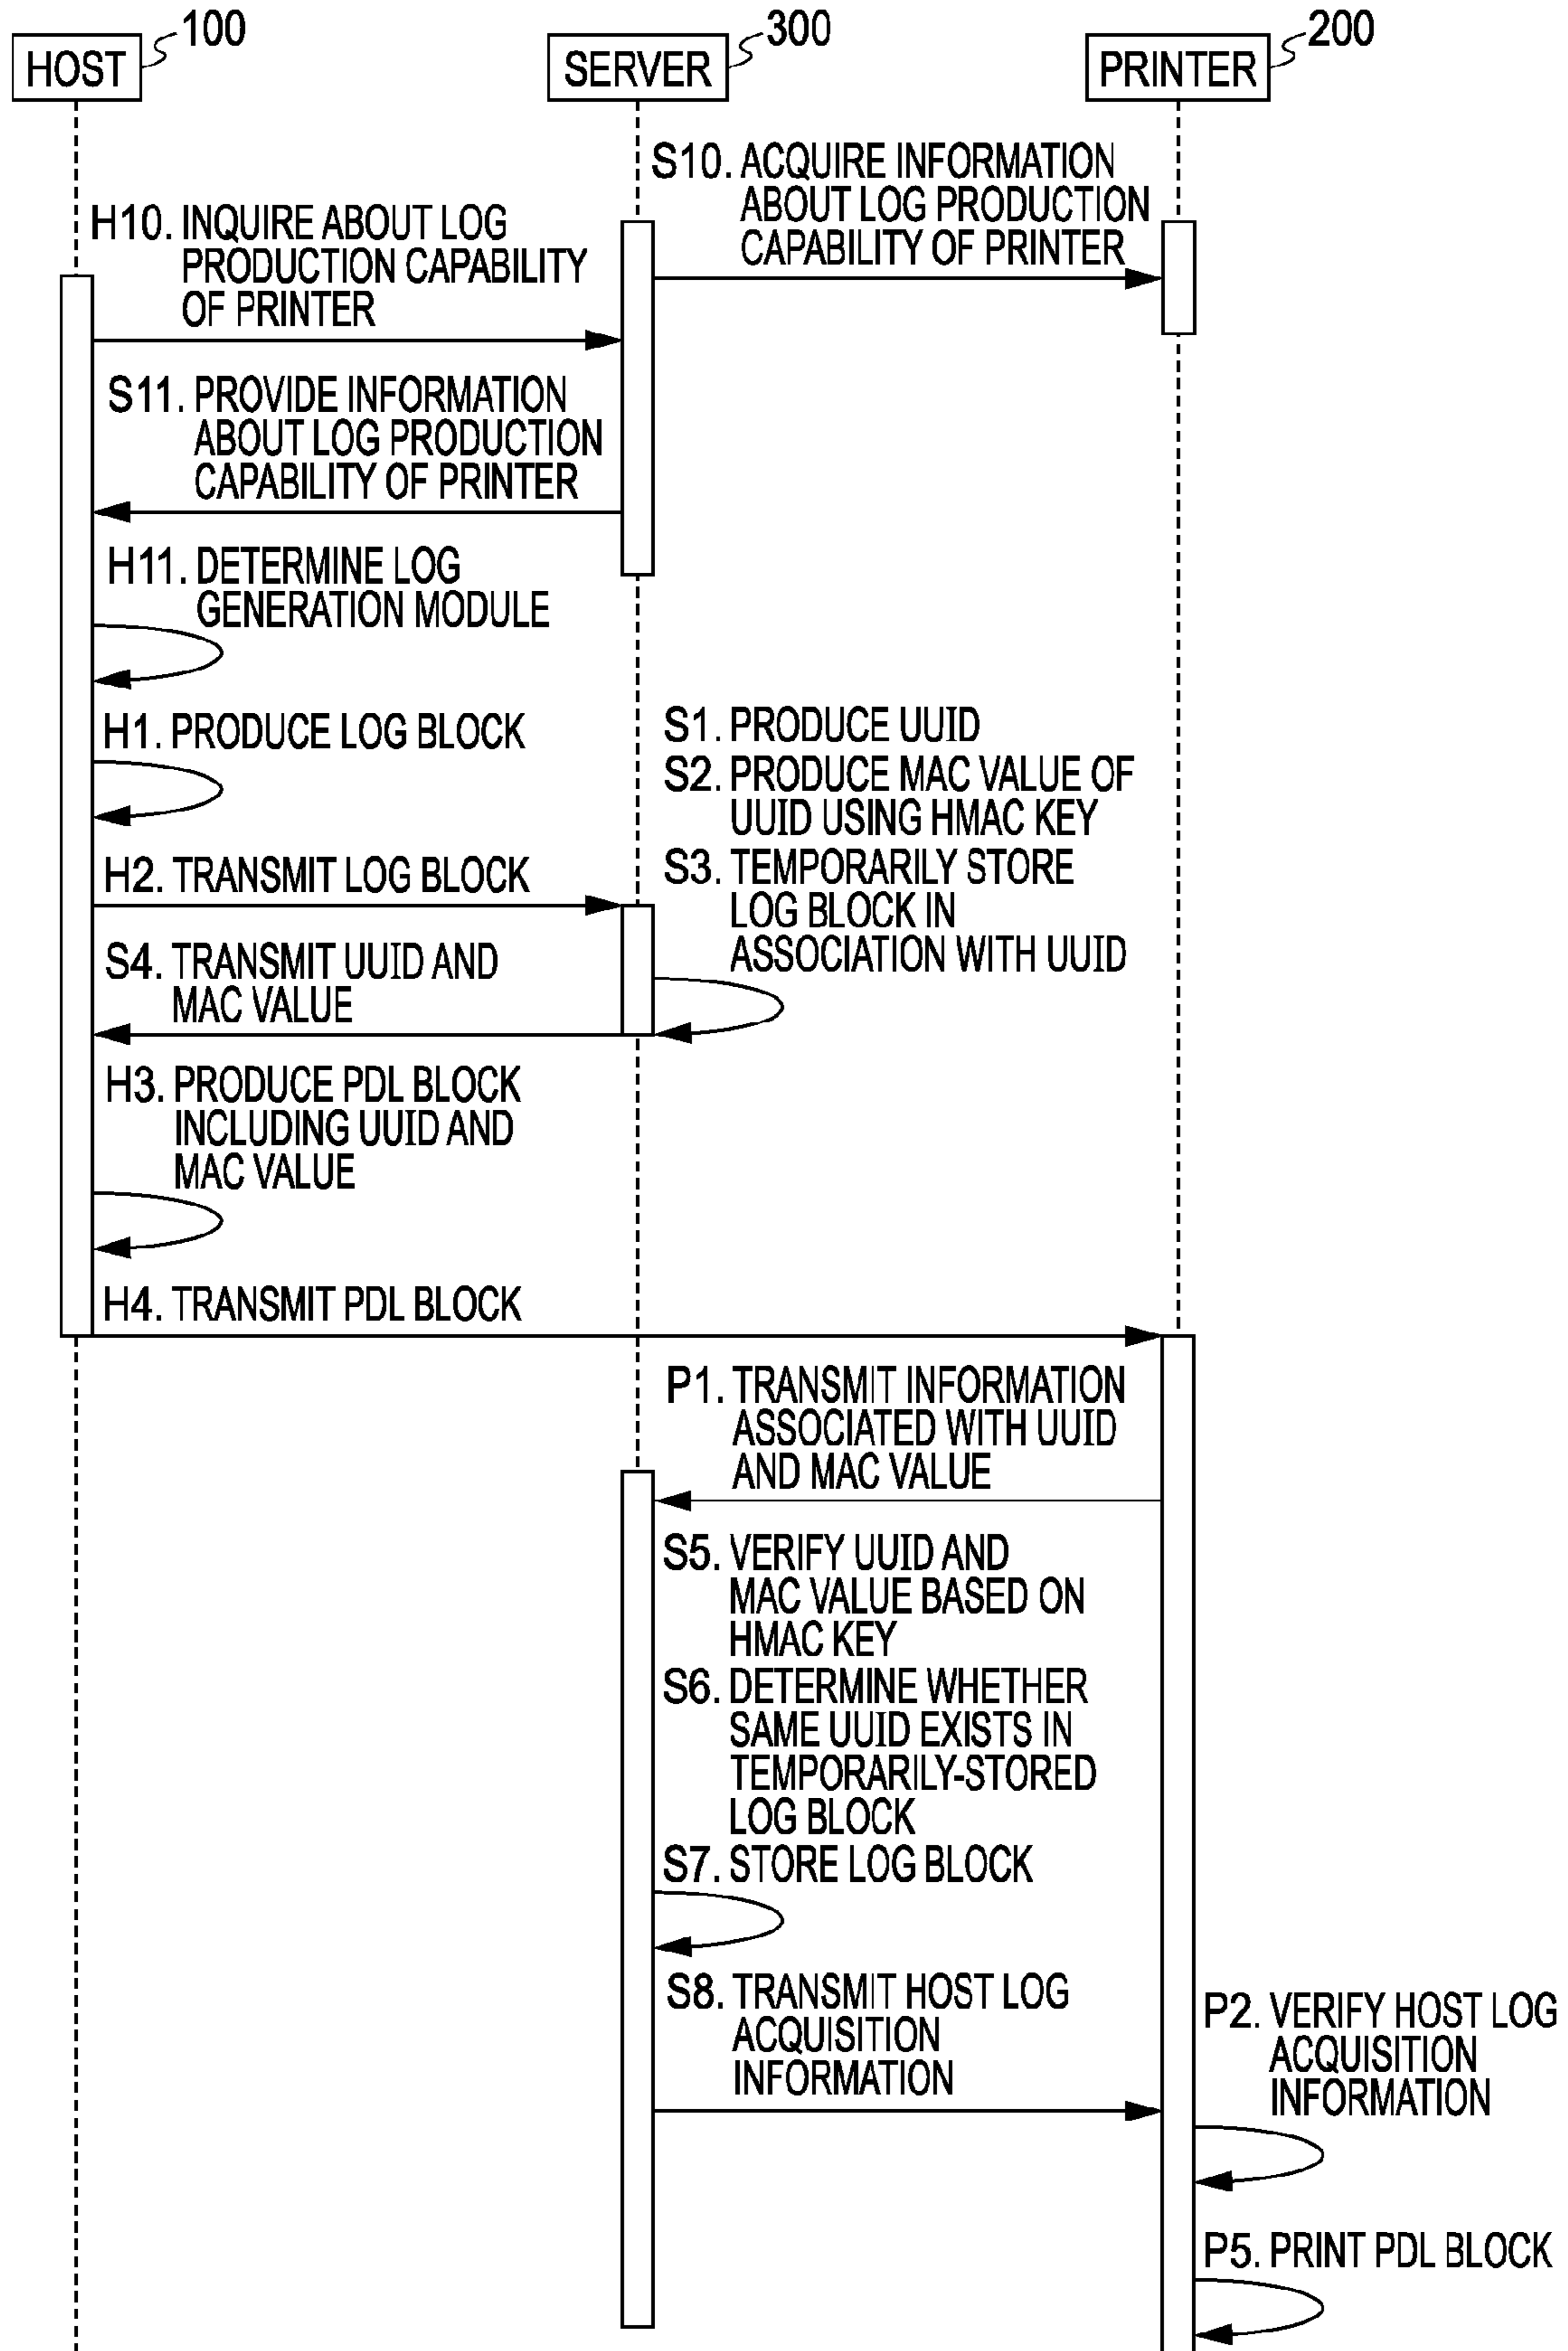 100
300
200
HOST
SERVER
PRINTER
S10. ACQUIRE INFORMATION
ABOUT LOG PRODUCTION
CAPABILITY OF PRINTER
H10. INQUIRE ABOUT LOG
PRODUCTION CAPABILITY
OF PRINTER
S11. PROVIDE INFORMATION
ABOUT LOG PRODUCTION
CAPABILITY OF PRINTER
H11. DETERMINE LOG
GENERATION MODULE
H1. PRODUCE LOG BLOCK
S1. PRODUCE UUID
S2. PRODUCE MAC VALUE OF
UUID USING HMAC KEY
S3. TEMPORARILY STORE
LOG BLOCK IN
ASSOCIATION WITH UUID
H2. TRANSMIT LOG BLOCK
S4. TRANSMIT UUID AND
MAC VALUE
H3. PRODUCE PDL BLOCK
INCLUDING UUID AND
MAC VALUE
H4. TRANSMIT PDL BLOCK
P1. TRANSMIT INFORMATION
ASSOCIATED WITH UUID
AND MAC VALUE
S5. VERIFY UUID AND
MAC VALUE BASED ON
HMAC KEY
S6. DETERMINE WHETHER
SAME UUID EXISTS IN
TEMPORARILY-STORED
LOG BLOCK
S7. STORE LOG BLOCK
S8. TRANSMIT HOST LOG
ACQUISITION
INFORMATION
P2. VERIFY HOST LOG
ACQUISITION
INFORMATION
P5. PRINT PDL BLOCK